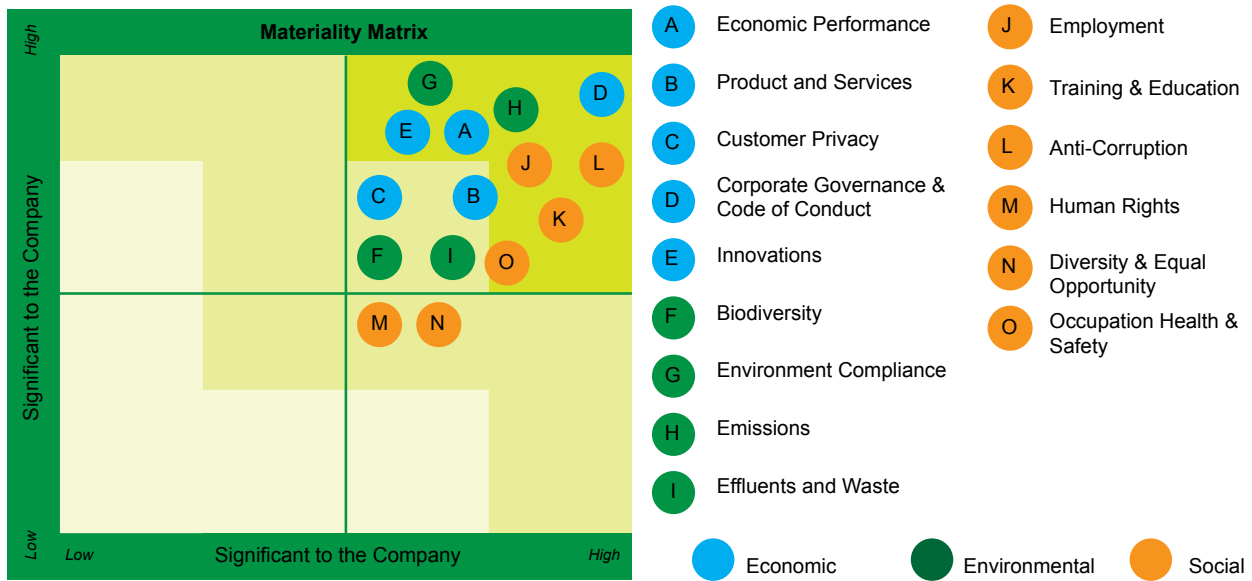 Materiality Matrix
High
Significant to the Company
Low
G
D
H
E
A
J
L
C
B
K
F
I
O
M
N
Low
Significant to the Company
High
A
Economic Performance
B
Product and Services
C
Customer Privacy
D
Corporate Governance &
Code of Conduct
E
Innovations
F
Biodiversity
G
Environment Compliance
H
Emissions
I
Effluents and Waste
J
Employment
K
Training & Education
L
Anti-Corruption
M
Human Rights
N
Diversity & Equal
Opportunity
O
Occupation Health &
Safety
Economic
Environmental
Social